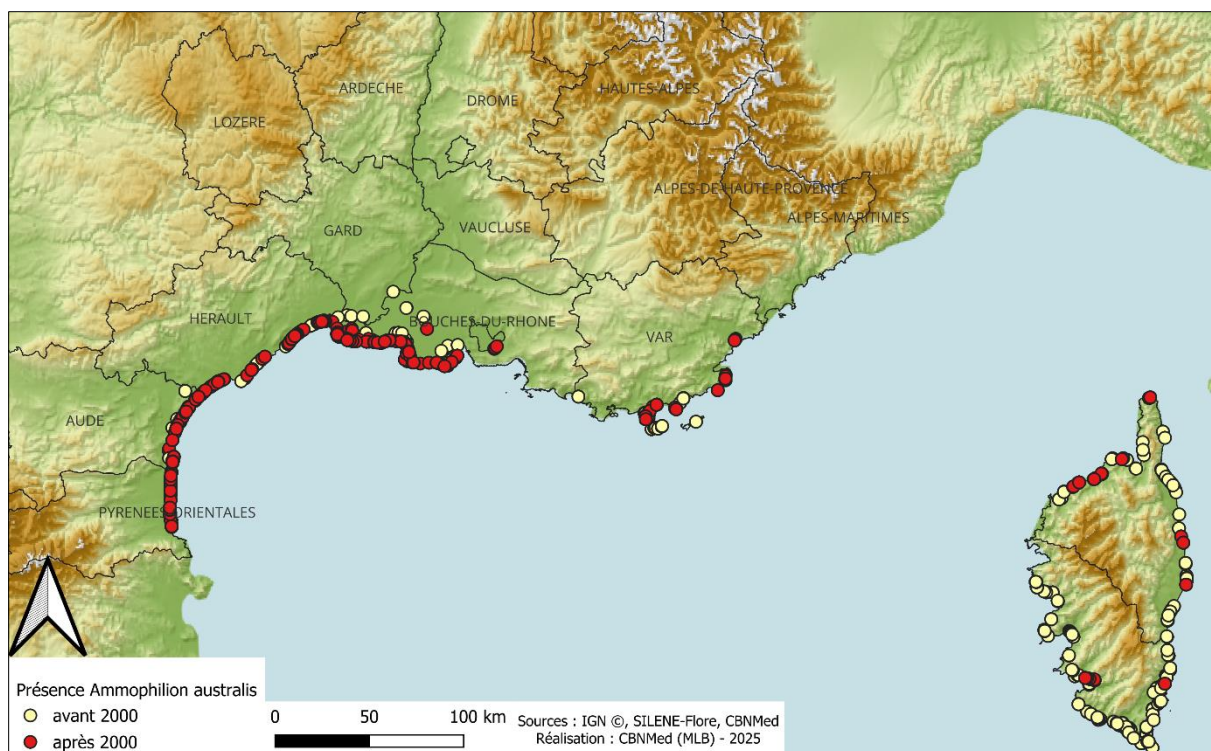 ARDECHE
DROME
HAUTES-ALPES
LOZERE
ALPES-DE-HAUTE-PROVENCE
ALPES-MARITIMES
GARD
VAUCLUSE
HERAULT
BOUCHES-DU-RHONE
VAR
AUDE
PYRENEES-ORIENTALES
Présence Ammophilion australis
avant 2000
après 2000
0 50 100 km
Sources : IGN ©, SILENE-Flore, CBNMed
Réalisation : CBNMed (MLB) - 2025